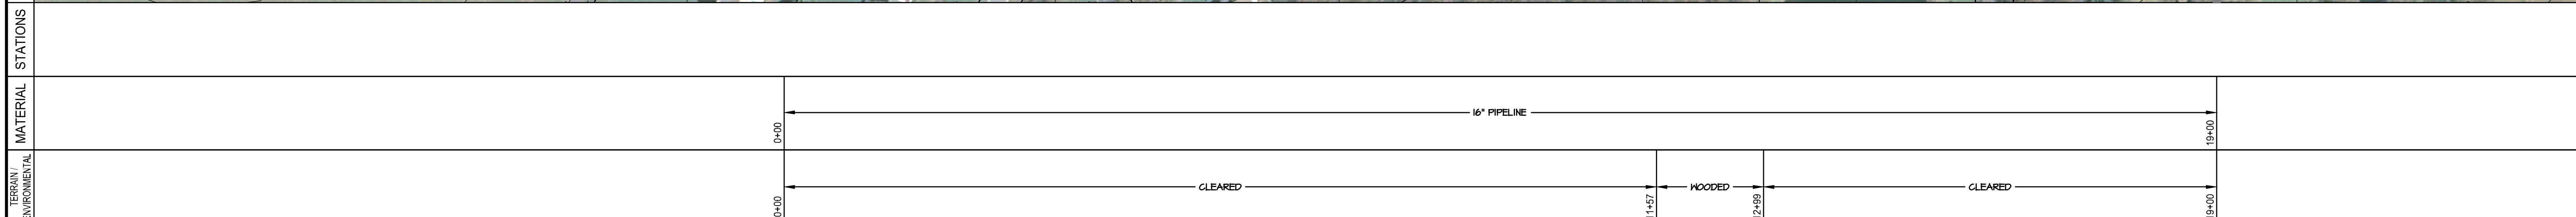 STATIONS
MATERIAL
0+00
16" PIPELINE
19+00
TERRAIN /
ENVIRONMENTAL
0+00
CLEARED
11+57
WOODED
12+99
CLEARED
19+00